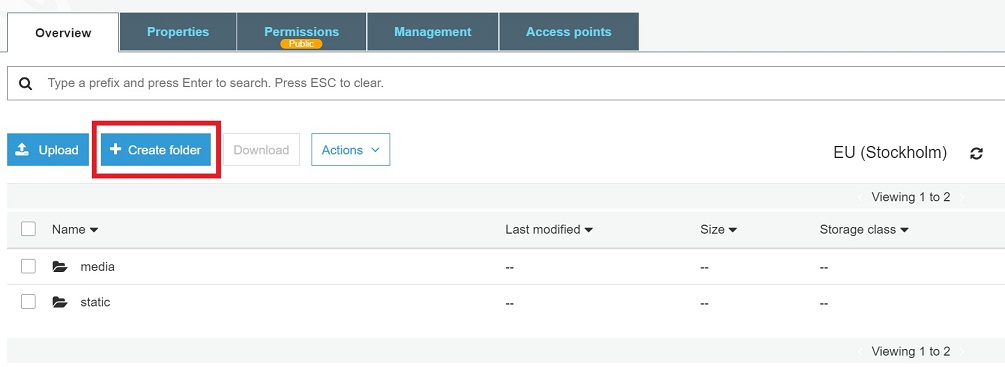 Overview Properties Permissions Management Access points
Public
Type a prefix and press Enter to search. Press ESC to clear.
Upload + Create folder Download Actions
EU (Stockholm)
Viewing 1 to 2
Name Last modified Size Storage class
media -- -- --
static -- -- --
Viewing 1 to 2